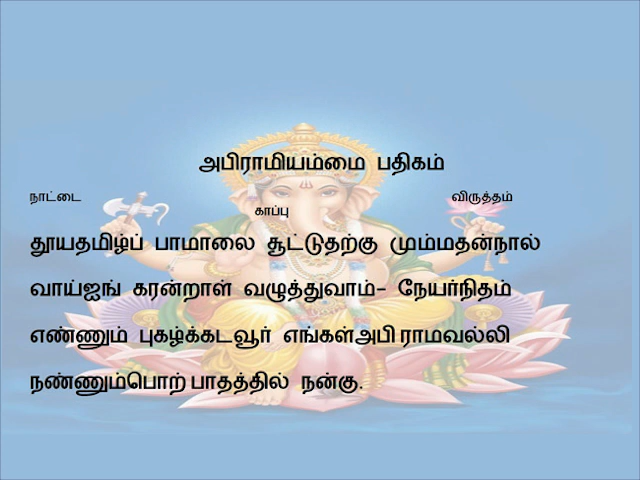 அபிராமியம்மை பதிகம்
நாட்டை விருத்தம்
காப்பு
தூயதமிழ்ப் பாமாலை சூட்டுதற்கு மும்மதன்நால்
வாய்ஐங் கரன்றாள் வழுத்துவாம்- நேயர்நிதம்
எண்ணும் புகழ்க்கடவூர் எங்கள்அபி ராமவல்லி
நண்ணும்பொற் பாதத்தில் நன்கு.